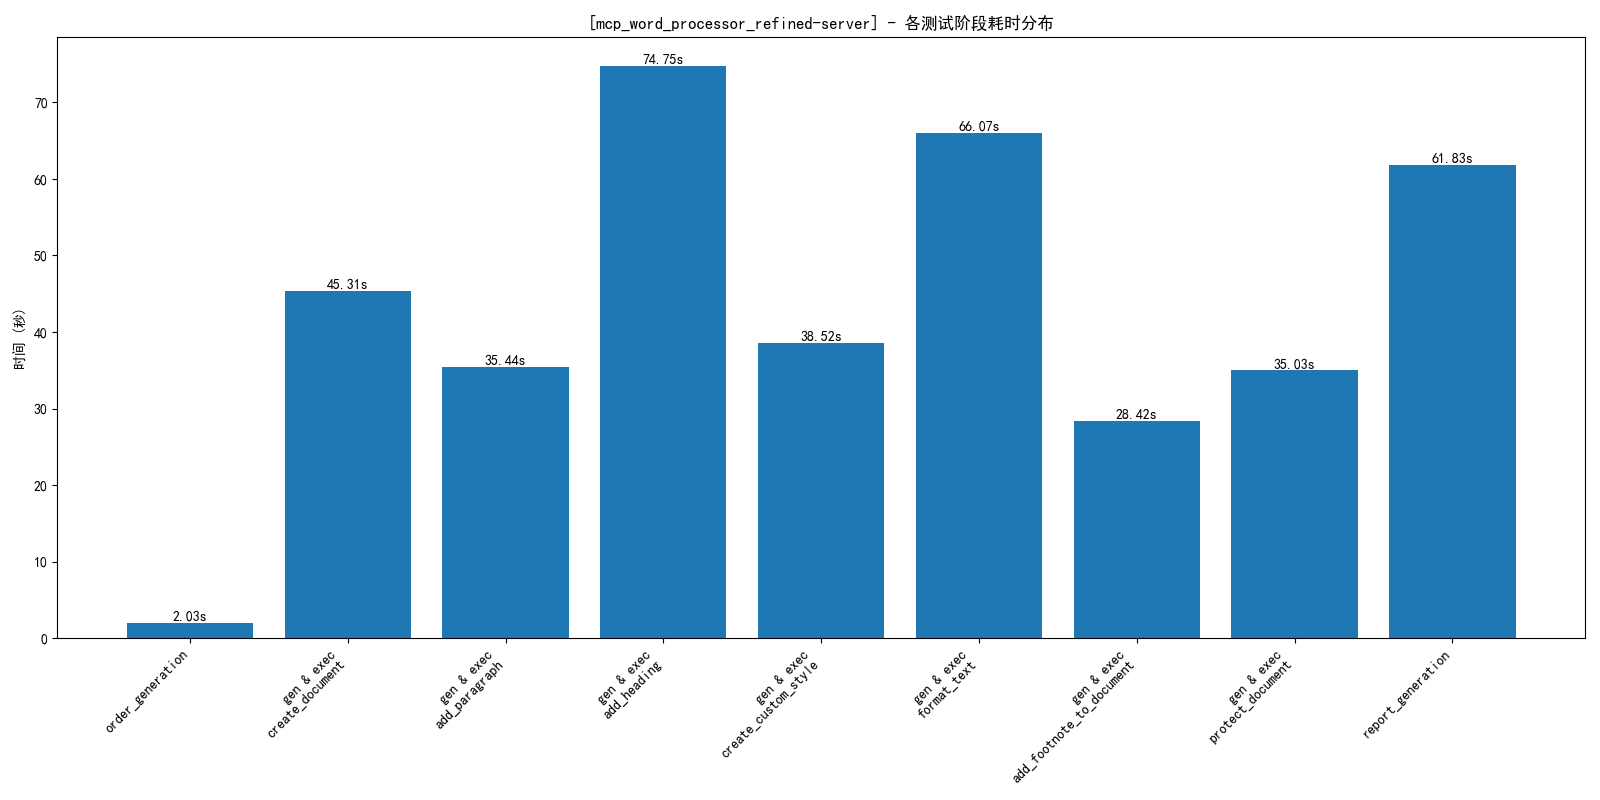 [mcp_word_processor_refined-server] - 各测试阶段耗时分布
时间 (秒)
70
60
50
40
30
20
10
0
2.03s
45.31s
35.44s
74.75s
38.52s
66.07s
28.42s
35.03s
61.83s
order_generation
gen & exec
create_document
gen & exec
add_paragraph
gen & exec
add_heading
gen & exec
create_custom_style
gen & exec
format_text
gen & exec
add_footnote_to_document
gen & exec
protect_document
report_generation